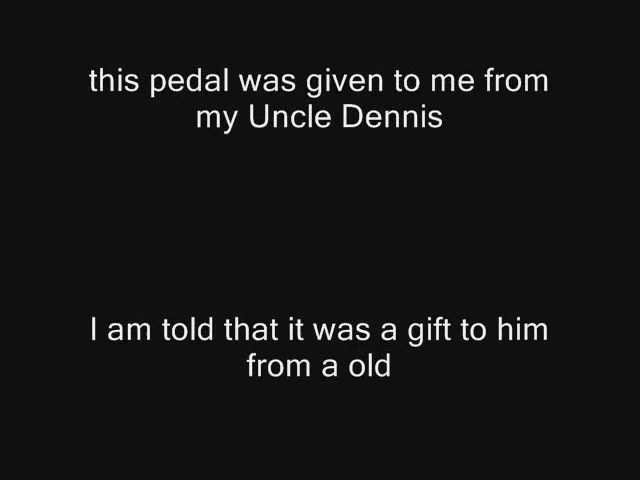 this pedal was given to me from
my Uncle Dennis
I am told that it was a gift to him
from a old